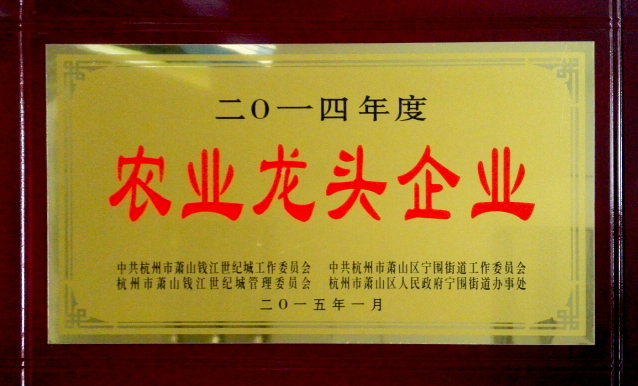 二〇一四年度
农业龙头企业
中共杭州市萧山钱江世纪城工作委员会 中共杭州市萧山区宁围街道工作委员会
杭州市萧山钱江世纪城管理委员会 杭州市萧山区人民政府宁围街道办事处
二〇一五年一月